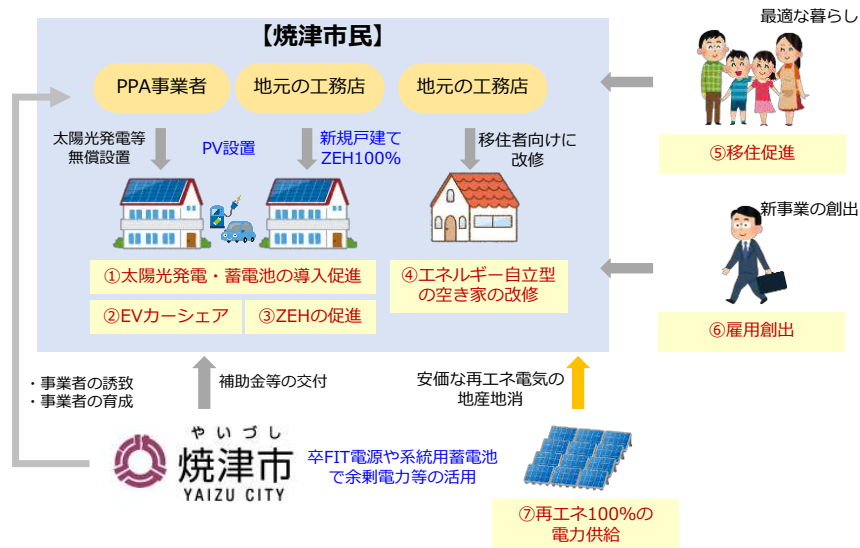 最適な暮らし
【焼津市民】
PPA事業者
地元の工務店
地元の工務店
太陽光発電等
無償設置
PV設置
新規戸建て
ZEH100%
移住者向けに
改修
⑤移住促進
新事業の創出
①太陽光発電・蓄電池の導入促進
④エネルギー自立型
の空き家の改修
②EVカーシェア
③ZEHの促進
⑥雇用創出
・事業者の誘致
・事業者の育成
補助金等の交付
安価な再エネ電気の
地産地消
やいづし
焼津市
YAIZU CITY
卒FIT電源や系統用蓄電池
で余剰電力等の活用
⑦再エネ100%の
電力供給